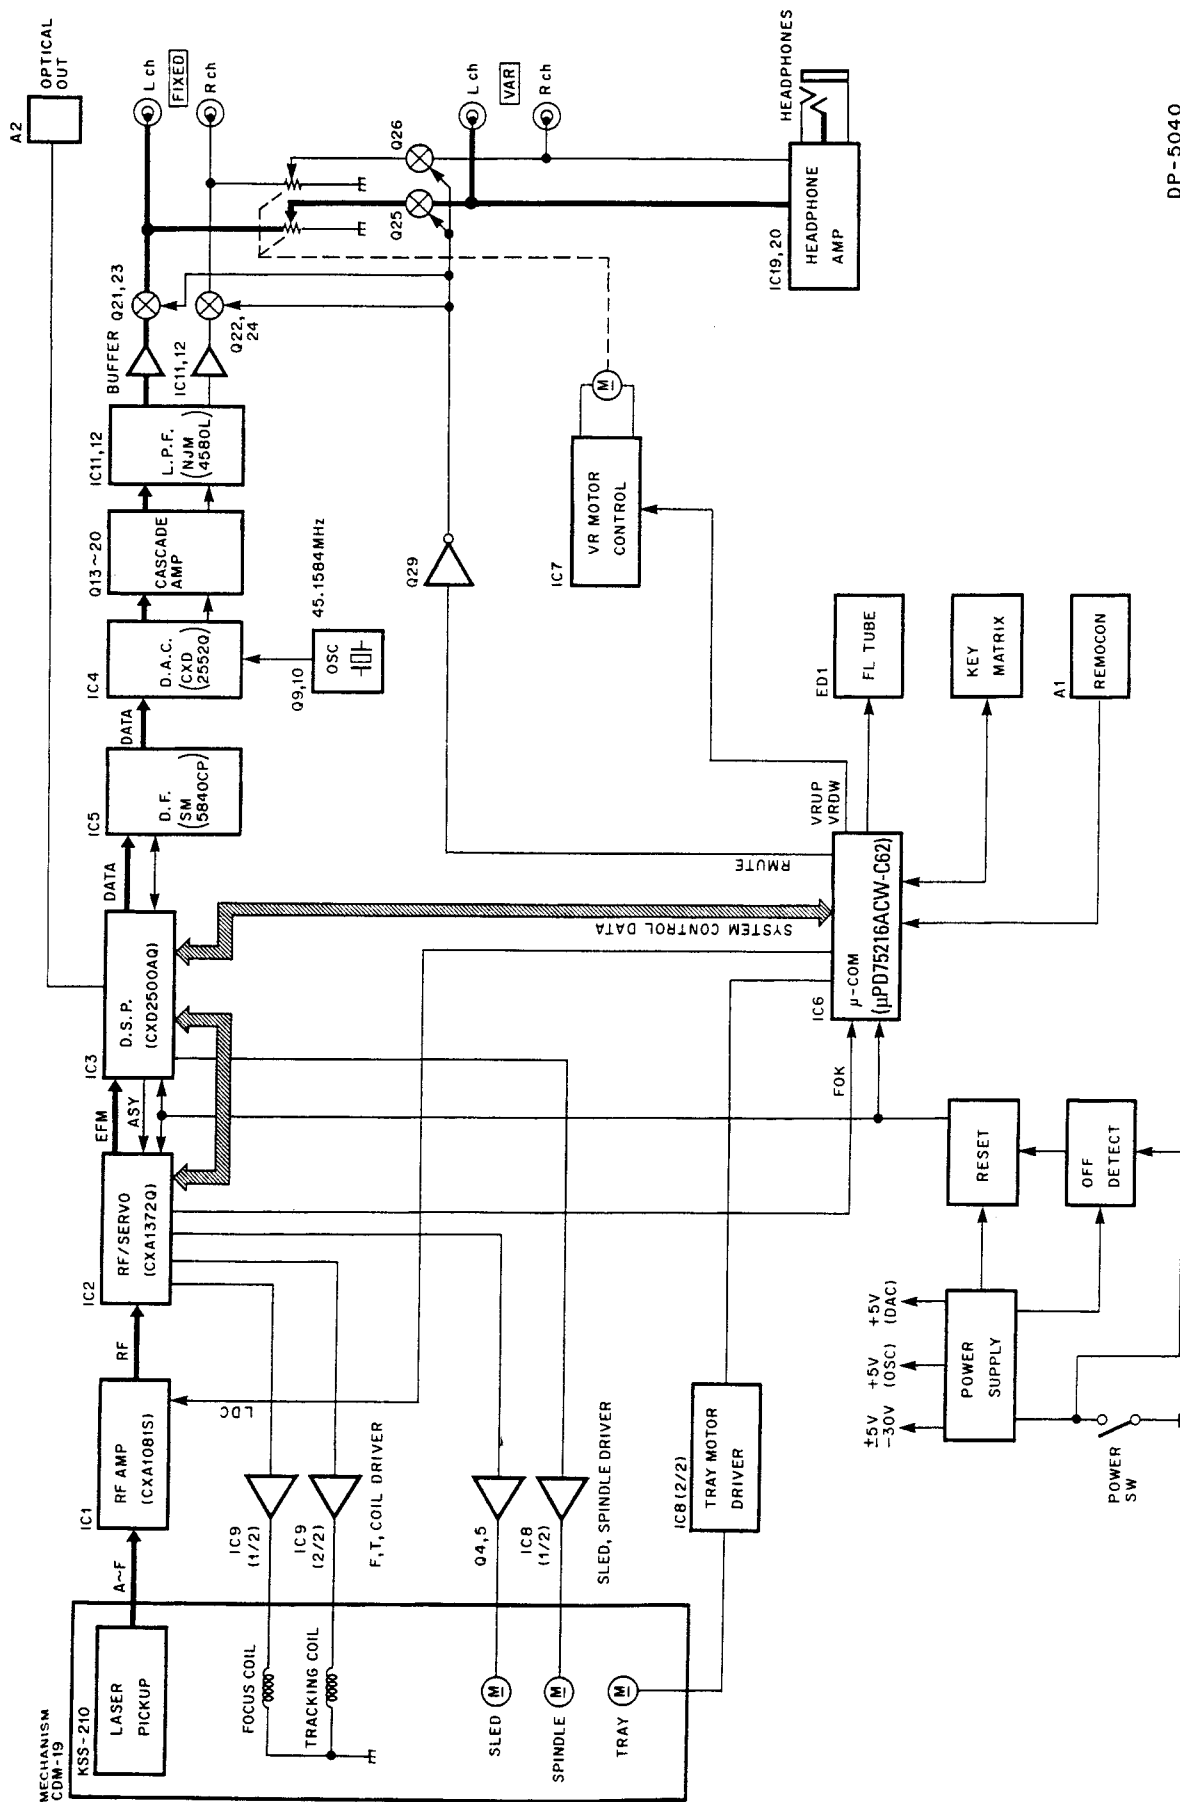 MECHANISM
CDM-19
KSS-210
LASER
PICKUP
A~F
IC1
RF AMP
(CXA1081S)
RF
IC2
RF/SERVO
(CXA1372Q)
EFM
ASY
IC3
D.S.P.
(CXD2500AQ)
DATA
IC5
D.F.
(SM
5840CP)
DATA
IC4
D.A.C.
(CXD
2552Q)
Q13~20
CASCADE
AMP
IC11,12
L.P.F.
(NJM
4580L)
BUFFER
IC11,12
Q21,23
Q22,
24
A2
OPTICAL
OUT
L ch
FIXED
R ch
Q9,10
OSC
45.1584MHz
FOCUS COIL
TRACKING COIL
IC9
(1/2)
IC9
(2/2)
F,T, COIL DRIVER
LDC
Q25
Q26
L ch
VAR
R ch
SLED
M
SPINDLE
M
TRAY
M
Q4,5
IC8
(1/2)
SLED, SPINDLE DRIVER
Q29
IC8(2/2)
TRAY MOTOR
DRIVER
IC7
VR MOTOR
CONTROL
M
IC19,20
HEADPHONE
AMP
HEADPHONES
SYSTEM CONTROL DATA
RMUTE
VRUP
VRDW
FOK
IC6
μ-COM
(μPD75216ACW-C62)
ED1
FL TUBE
KEY
MATRIX
A1
REMOCON
±5V
-30V
+5V
(OSC)
+5V
(DAC)
POWER
SUPPLY
RESET
OFF
DETECT
POWER
SW
DP-5040